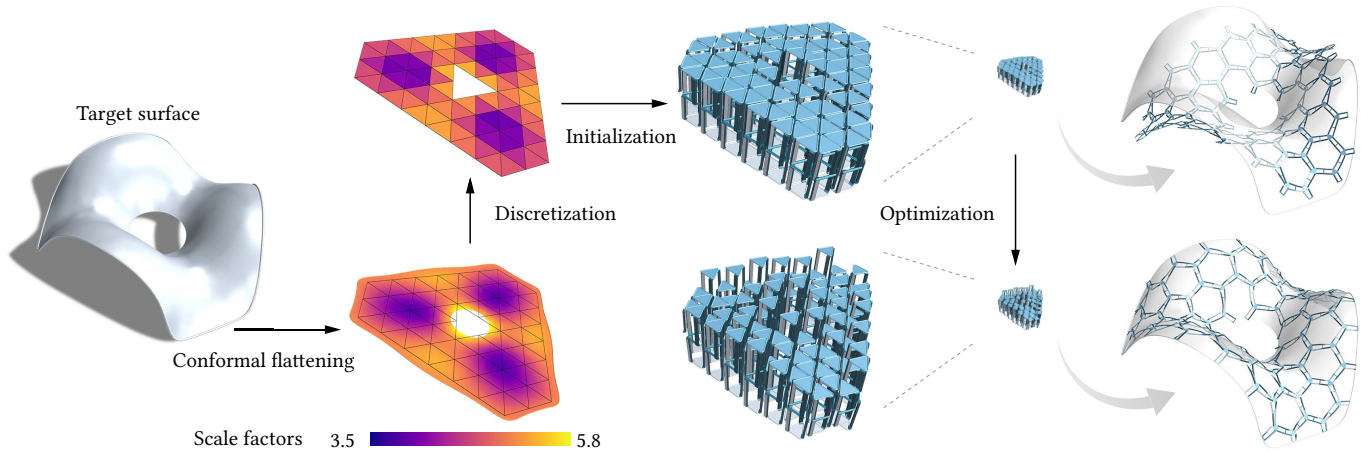 Target surface
Conformal flattening
Discretization
Initialization
Optimization
Scale factors 3.5 5.8